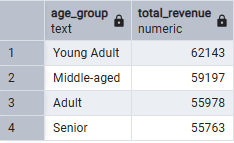 age_group total_revenue
text numeric
1 Young Adult 62143
2 Middle-aged 59197
3 Adult 55978
4 Senior 55763